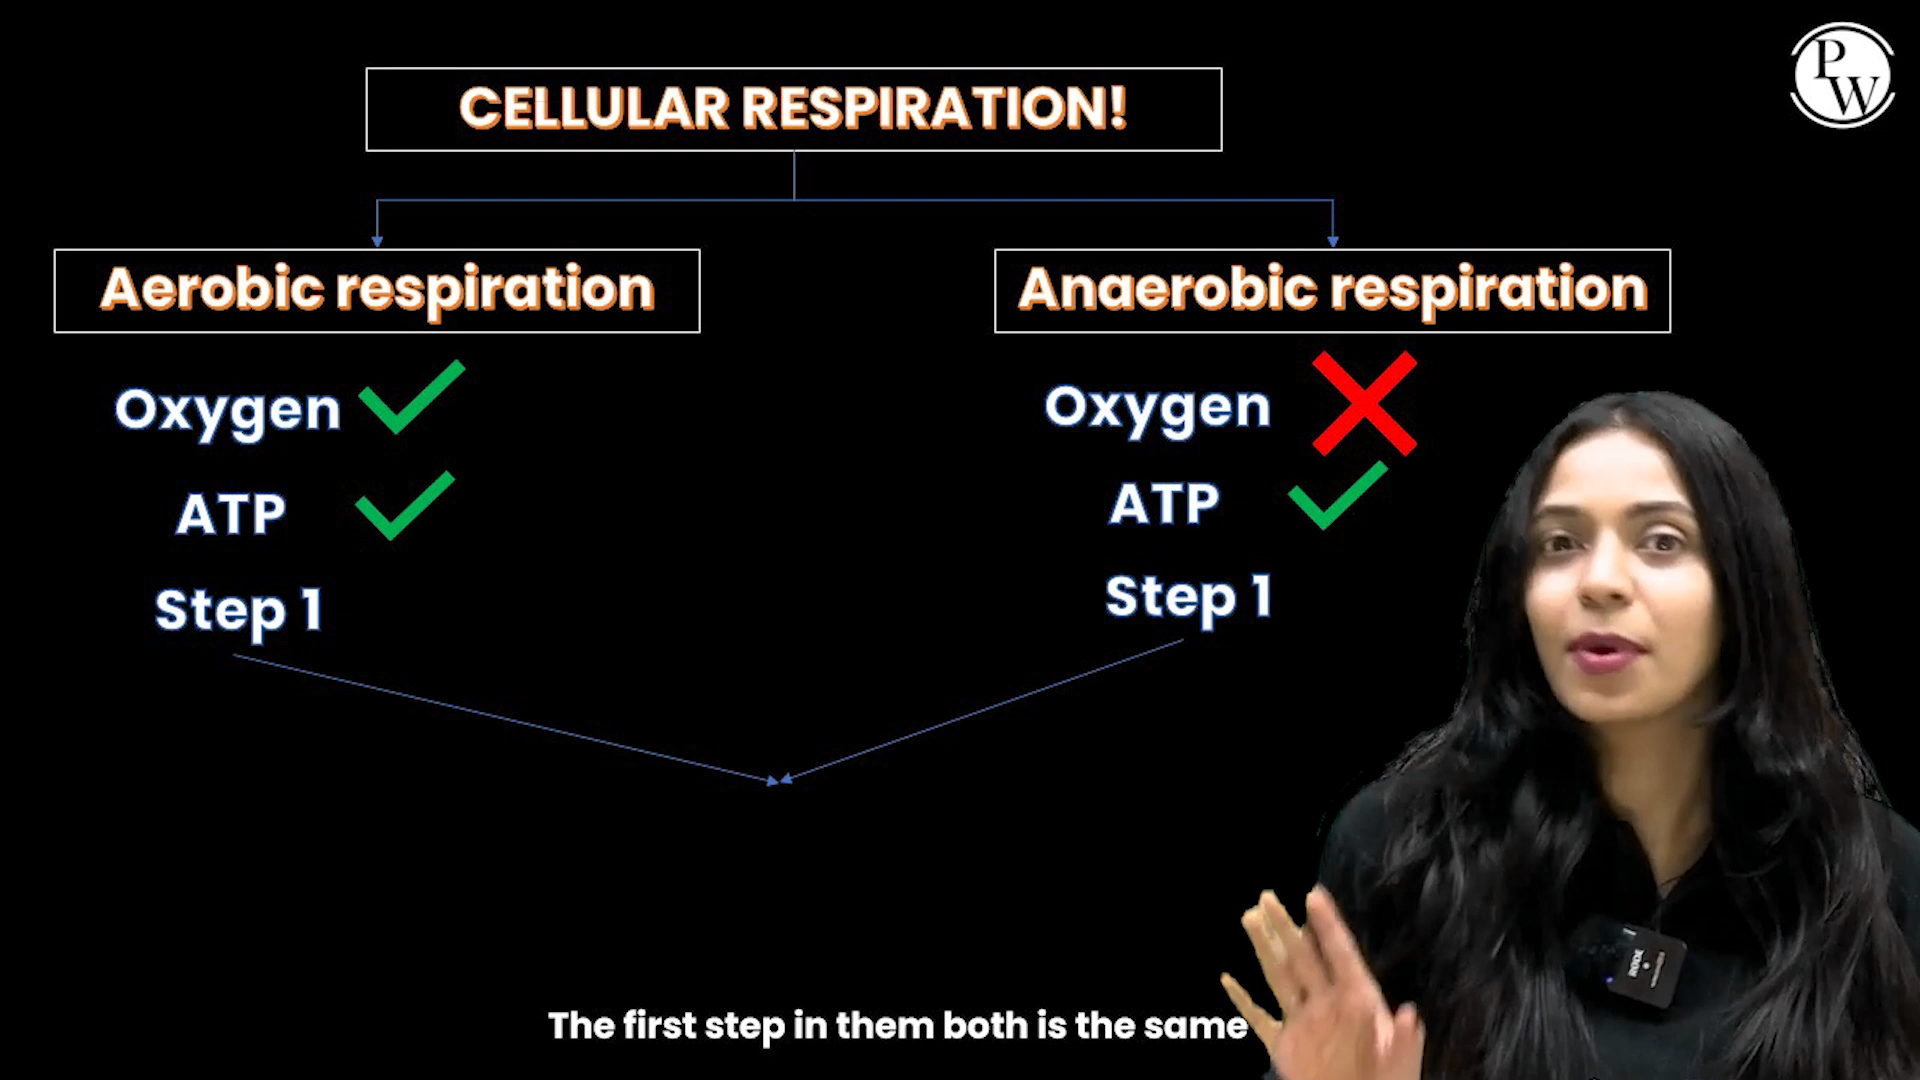 P
W
CELLULAR RESPIRATION!
Aerobic respiration
Anaerobic respiration
Oxygen
Oxygen
ATP
ATP
Step 1
Step 1
The first step in them both is the same